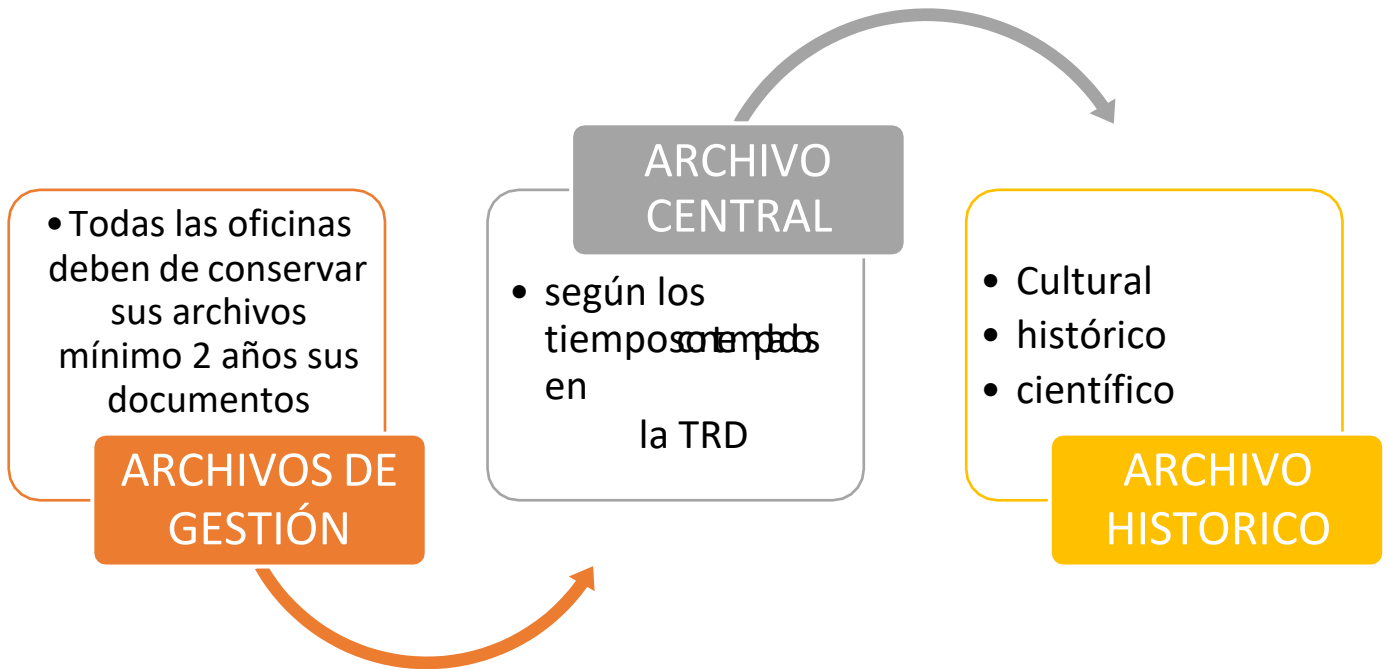 • Todas las oficinas
deben de conservar
sus archivos
mínimo 2 años sus
documentos
ARCHIVOS DE
GESTIÓN
ARCHIVO
CENTRAL
• según los
en
la TRD
• Cultural
• histórico
• científico
ARCHIVO
HISTORICO